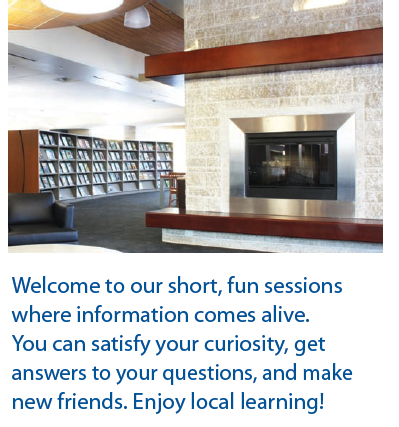 Welcome to our short, fun sessions
where information comes alive.
You can satisfy your curiosity, get
answers to your questions, and make
new friends. Enjoy local learning!